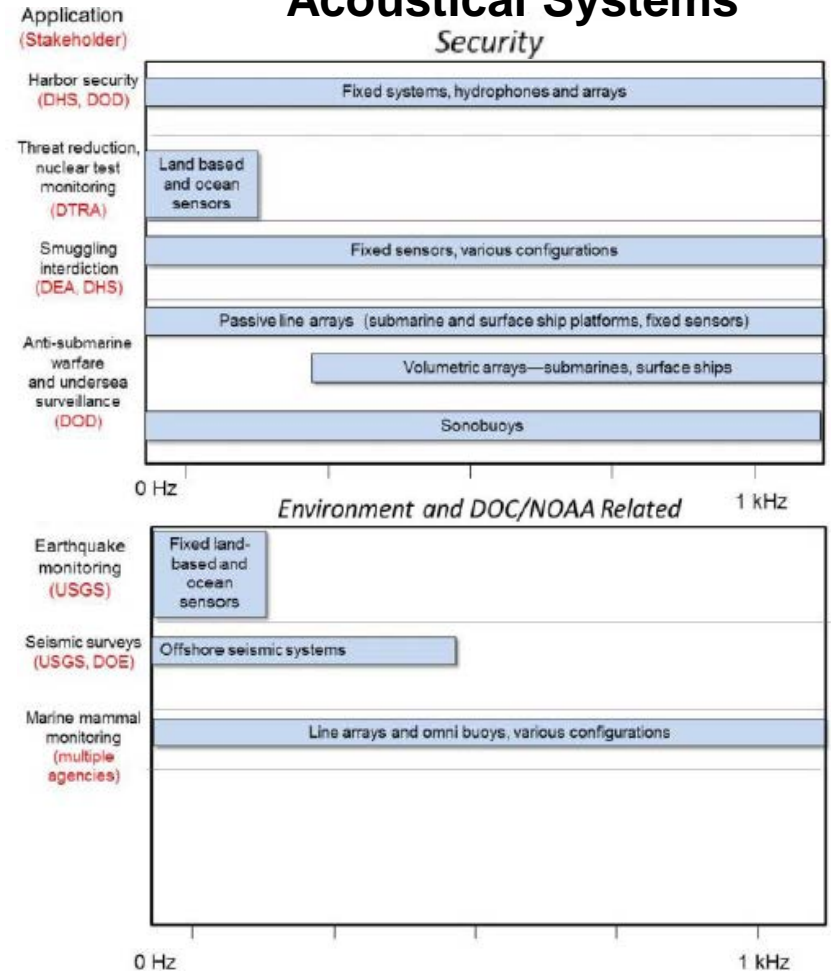 Acoustical Systems
Application
(Stakeholder)
Security
Harbor security
(DHS, DOD)
Fixed systems, hydrophones and arrays
Threat reduction,
nuclear test
monitoring
(DTRA)
Land based
and ocean
sensors
Smuggling
interdiction
(DEA, DHS)
Fixed sensors, various configurations
Passive line arrays (submarine and surface ship platforms, fixed sensors)
Anti-submarine
warfare
and undersea
surveillance
(DOD)
Volumetric arrays—submarines, surface ships
Sonobuoys
0 Hz
1 kHz
Environment and DOC/NOAA Related
Earthquake
monitoring
(USGS)
Fixed land-
based and
ocean
sensors
Seismic surveys
(USGS, DOE)
Offshore seismic systems
Marine mammal
monitoring
(multiple
agencies)
Line arrays and omni buoys, various configurations
0 Hz
1 kHz